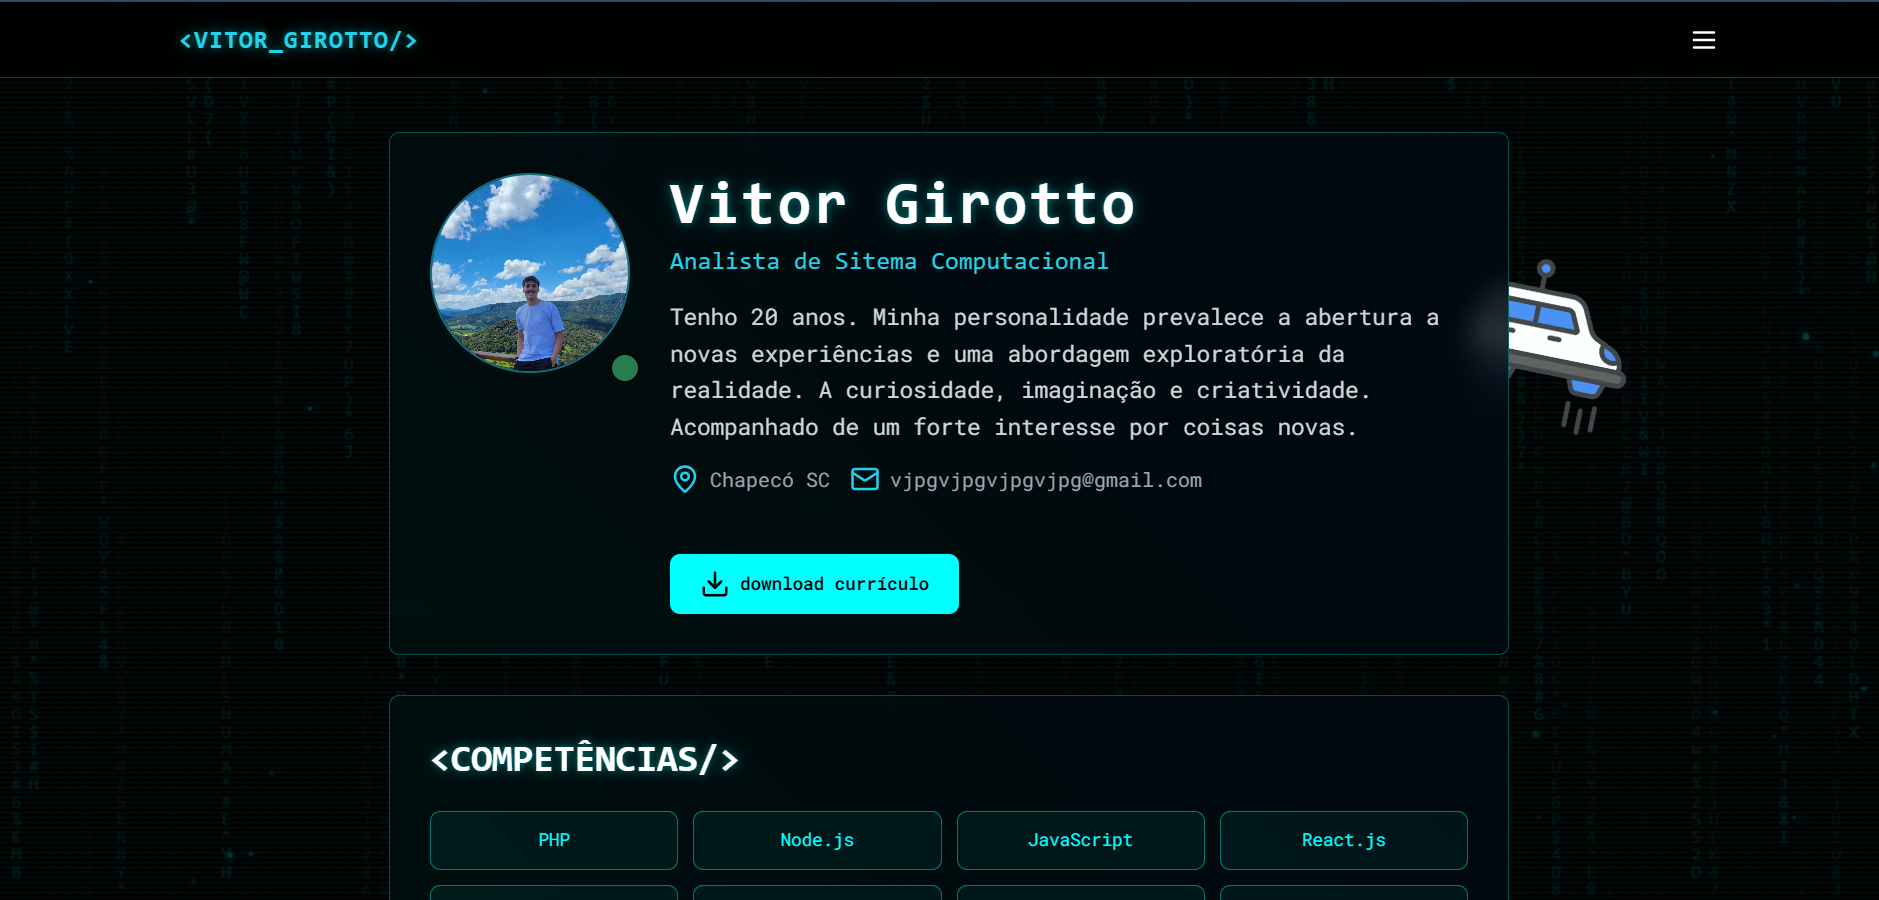 <VITOR_GIROTTO/>
Vitor Girotto
Analista de Sitema Computacional
Tenho 20 anos. Minha personalidade prevalece a abertura a
novas experiências e uma abordagem exploratória da
realidade. A curiosidade, imaginação e criatividade.
Acompanhado de um forte interesse por coisas novas.
Chapecó SC vjpgvjpgvjpgvjpg@gmail.com
download currículo
<COMPETÊNCIAS/>
PHP Node.js JavaScript React.js